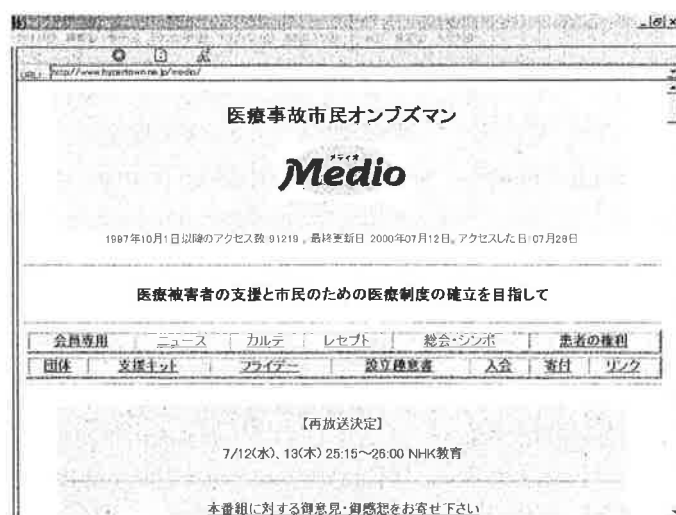 URL: http://www.hypertown.ne.jp/medio/
医療事故市民オンブズマン
メディオ
Medio
1997年10月1日以降のアクセス数 91219 。最終更新日 2000年07月12日。アクセスした日 07月28日
医療被害者の支援と市民のための医療制度の確立を目指して
会員専用 ニュース カルテ レセプト 総会・シンポ 患者の権利
団体 支援キット フライデー 設立趣意書 入会 寄付 リンク
【再放送決定】
7/12(水)、13(木) 25:15～26:00 NHK教育
本番組に対する御意見・御感想をお寄せ下さい